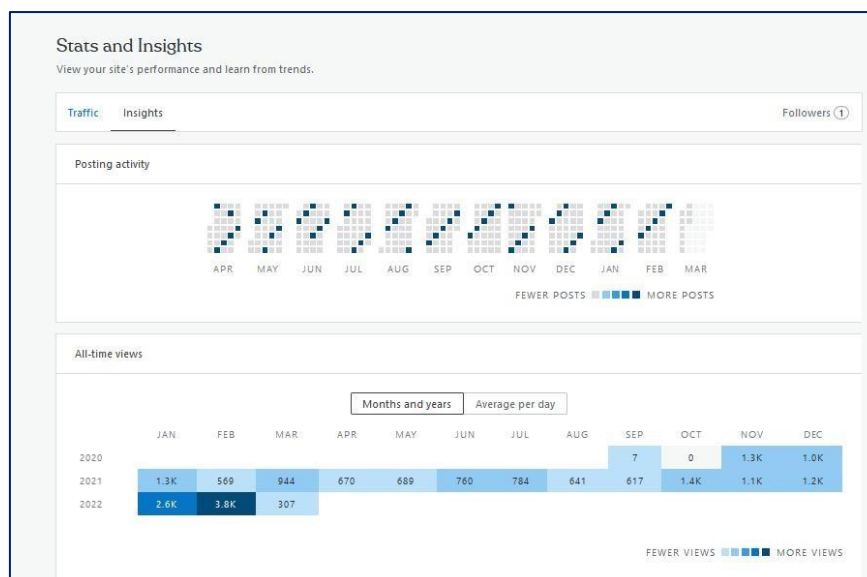 Stats and Insights
View your site's performance and learn from trends.
Traffic Insights Followers 1
Posting activity
APR MAY JUN JUL AUG SEP OCT NOV DEC JAN FEB MAR
FEWER POSTS MORE POSTS
All-time views
Months and years Average per day
JAN FEB MAR APR MAY JUN JUL AUG SEP OCT NOV DEC
2020 7 0 1.3K 1.0K
2021 1.3K 569 944 670 689 760 784 641 617 1.4K 1.1K 1.2K
2022 2.6K 3.8K 307
FEWER VIEWS MORE VIEWS